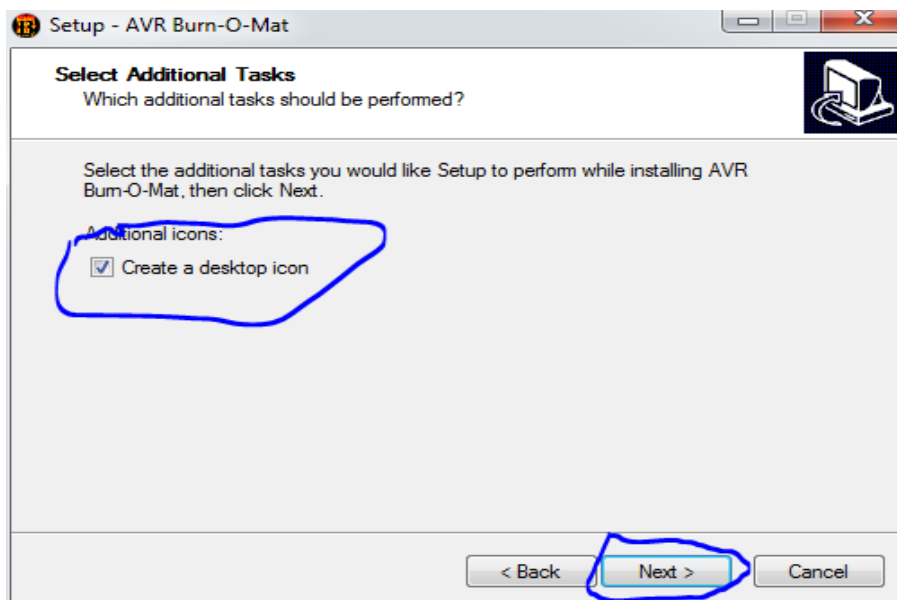 Setup - AVR Burn-O-Mat
Select Additional Tasks
Which additional tasks should be performed?
Select the additional tasks you would like Setup to perform while installing AVR
Burn-O-Mat, then click Next.
Additional icons:
Create a desktop icon
< Back
Next >
Cancel